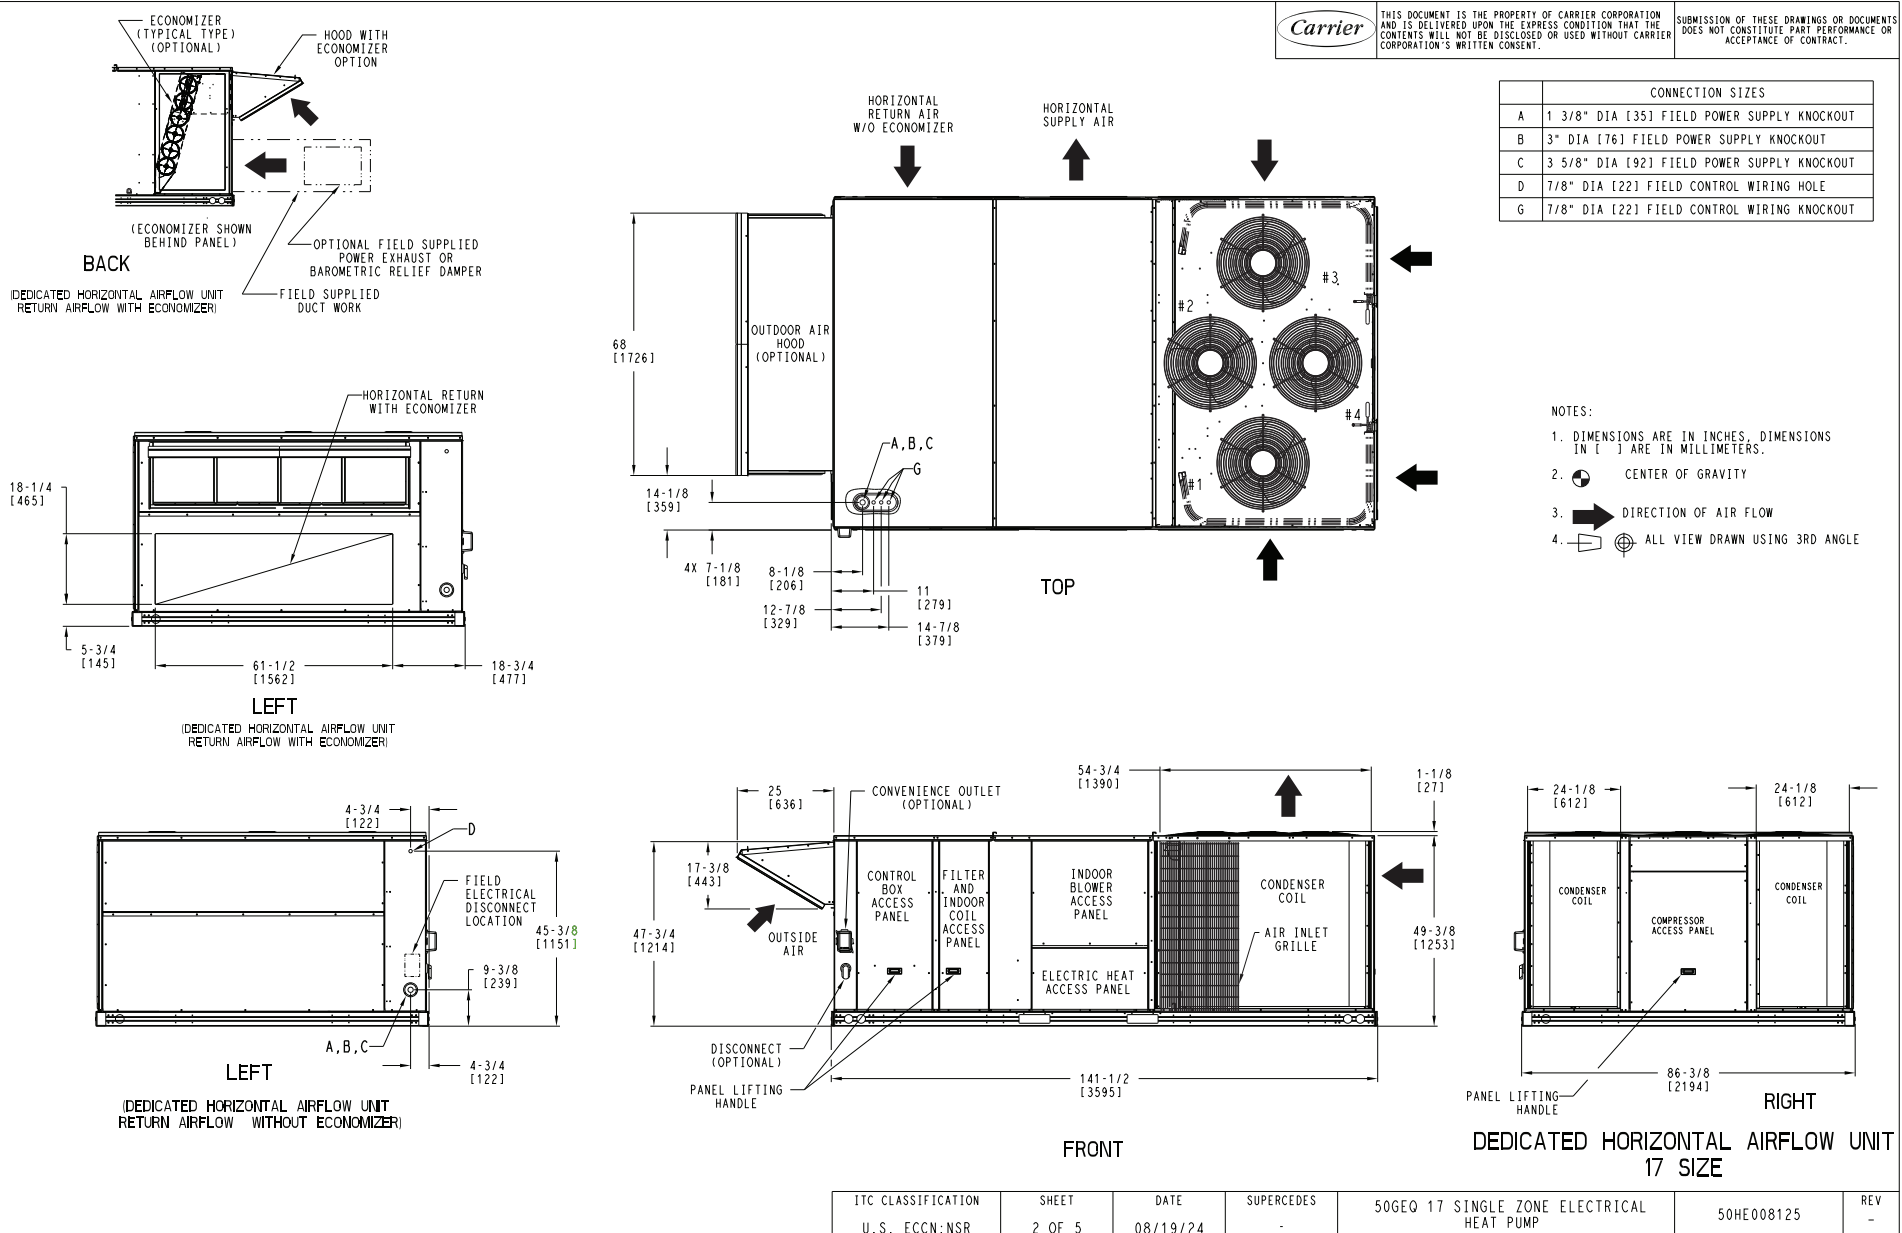 Carrier
THIS DOCUMENT IS THE PROPERTY OF CARRIER CORPORATION
AND IS DELIVERED UPON THE EXPRESS CONDITION THAT THE
CONTENTS WILL NOT BE DISCLOSED OR USED WITHOUT CARRIER
CORPORATION'S WRITTEN CONSENT.
SUBMISSION OF THESE DRAWINGS OR DOCUMENTS
DOES NOT CONSTITUTE PART PERFORMANCE OR
ACCEPTANCE OF CONTRACT.
CONNECTION SIZES
A 1 3/8" DIA [35] FIELD POWER SUPPLY KNOCKOUT
B 3" DIA [76] FIELD POWER SUPPLY KNOCKOUT
C 3 5/8" DIA [92] FIELD POWER SUPPLY KNOCKOUT
D 7/8" DIA [22] FIELD CONTROL WIRING HOLE
G 7/8" DIA [22] FIELD CONTROL WIRING KNOCKOUT
ECONOMIZER
(TYPICAL TYPE)
(OPTIONAL)
HOOD WITH
ECONOMIZER
OPTION
(ECONOMIZER SHOWN
BEHIND PANEL)
OPTIONAL FIELD SUPPLIED
POWER EXHAUST OR
BAROMETRIC RELIEF DAMPER
FIELD SUPPLIED
DUCT WORK
BACK
(DEDICATED HORIZONTAL AIRFLOW UNIT
RETURN AIRFLOW WITH ECONOMIZER)
HORIZONTAL
RETURN AIR
W/O ECONOMIZER
HORIZONTAL
SUPPLY AIR
68
[1726]
OUTDOOR AIR
HOOD
(OPTIONAL)
#3
#2
#4
#1
A,B,C
G
14-1/8
[359]
4X 7-1/8
[181]
8-1/8
[206]
11
[279]
12-7/8
[329]
14-7/8
[379]
TOP
NOTES:
1. DIMENSIONS ARE IN INCHES, DIMENSIONS
IN [ ] ARE IN MILLIMETERS.
2. CENTER OF GRAVITY
3. DIRECTION OF AIR FLOW
4. ALL VIEW DRAWN USING 3RD ANGLE
HORIZONTAL RETURN
WITH ECONOMIZER
18-1/4
[465]
5-3/4
[145]
61-1/2
[1562]
18-3/4
[477]
LEFT
(DEDICATED HORIZONTAL AIRFLOW UNIT
RETURN AIRFLOW WITH ECONOMIZER)
4-3/4
[122]
D
FIELD
ELECTRICAL
DISCONNECT
LOCATION
45-3/8
[1151]
9-3/8
[239]
A,B,C
4-3/4
[122]
LEFT
(DEDICATED HORIZONTAL AIRFLOW UNIT
RETURN AIRFLOW WITHOUT ECONOMIZER)
25
[636]
CONVENIENCE OUTLET
(OPTIONAL)
54-3/4
[1390]
1-1/8
[27]
17-3/8
[443]
47-3/4
[1214]
OUTSIDE
AIR
CONTROL
BOX
ACCESS
PANEL
FILTER
AND
INDOOR
COIL
ACCESS
PANEL
INDOOR
BLOWER
ACCESS
PANEL
ELECTRIC HEAT
ACCESS PANEL
CONDENSER
COIL
AIR INLET
GRILLE
49-3/8
[1253]
DISCONNECT
(OPTIONAL)
PANEL LIFTING
HANDLE
141-1/2
[3595]
FRONT
24-1/8
[612]
24-1/8
[612]
CONDENSER
COIL
COMPRESSOR
ACCESS PANEL
CONDENSER
COIL
86-3/8
[2194]
PANEL LIFTING
HANDLE
RIGHT
DEDICATED HORIZONTAL AIRFLOW UNIT
17 SIZE
ITC CLASSIFICATION
U.S. ECCN:NSR
SHEET
2 OF 5
DATE
08/19/24
SUPERCEDES
-
50GEQ 17 SINGLE ZONE ELECTRICAL
HEAT PUMP
50HE008125
REV
-